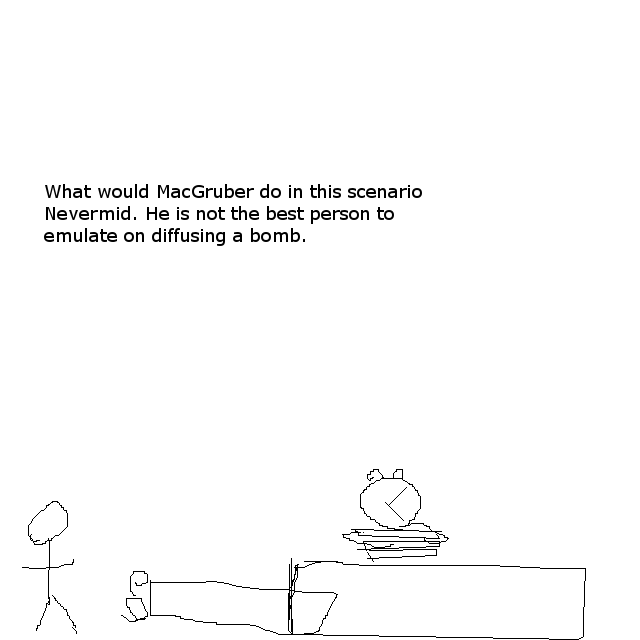 What would MacGruber do in this scenario
Nevermid. He is not the best person to
emulate on diffusing a bomb.